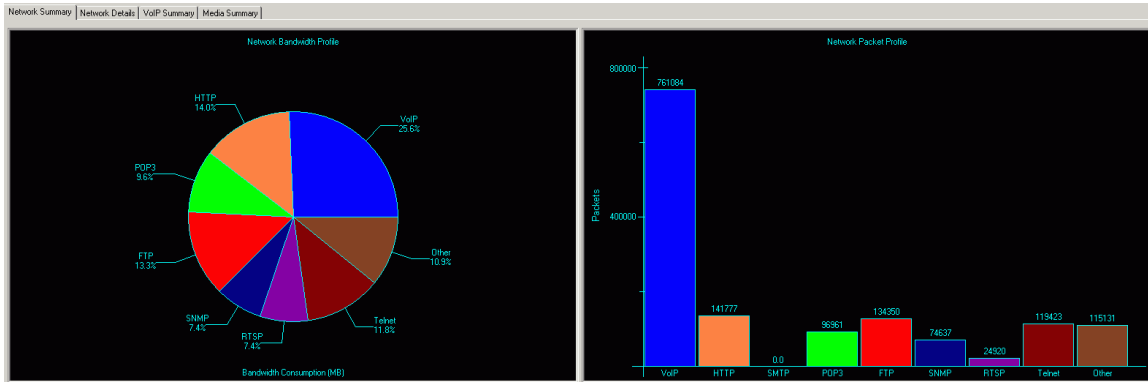 Network Summary Network Details VoIP Summary Media Summary
Network Bandwidth Profile
HTTP
14.0%
VoIP
25.6%
POP3
9.6%
FTP
13.3%
Other
10.9%
SNMP
7.4%
RTSP
7.4%
Telnet
11.8%
Bandwidth Consumption (MB)
Network Packet Profile
800000
400000
Packets
761084
141777
0.0
96961
134350
74637
24920
119423
115131
VoIP HTTP SMTP POP3 FTP SNMP RTSP Telnet Other